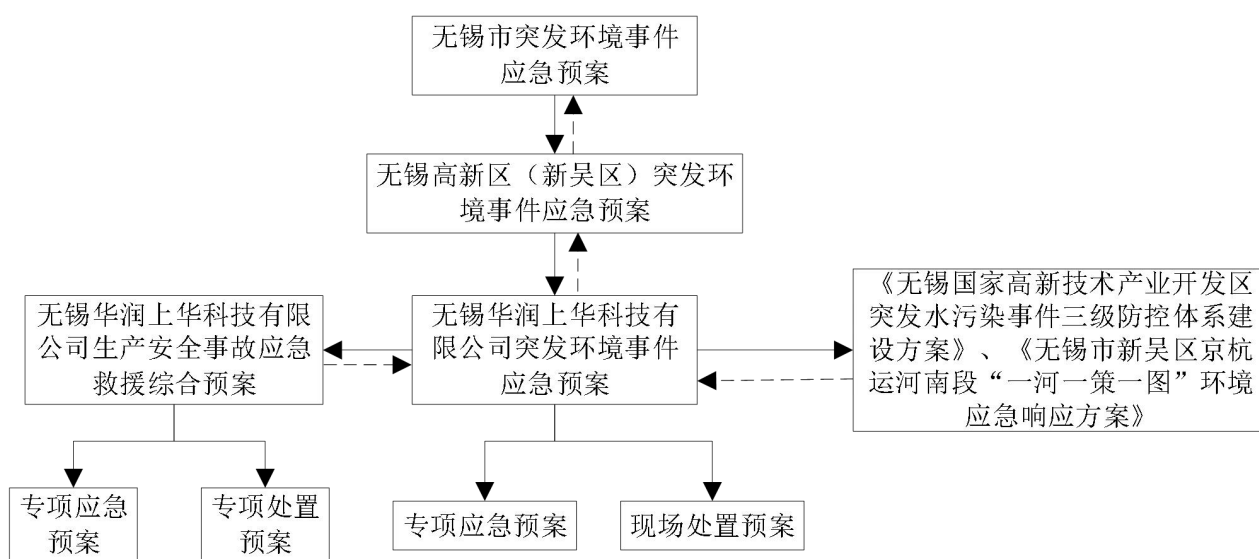 无锡市突发环境事件
应急预案
无锡高新区（新吴区）突发环
境事件应急预案
无锡华润上华科技有限
公司生产安全事故应急
救援综合预案
无锡华润上华科技有
限公司突发环境事件
应急预案
《无锡国家高新技术产业开发区
突发水污染事件三级防控体系建
设方案》、《无锡市新吴区京杭
运河南段“一河一策一图”环境
应急响应方案》
专项应急
预案
专项处置
预案
专项应急预案
现场处置预案